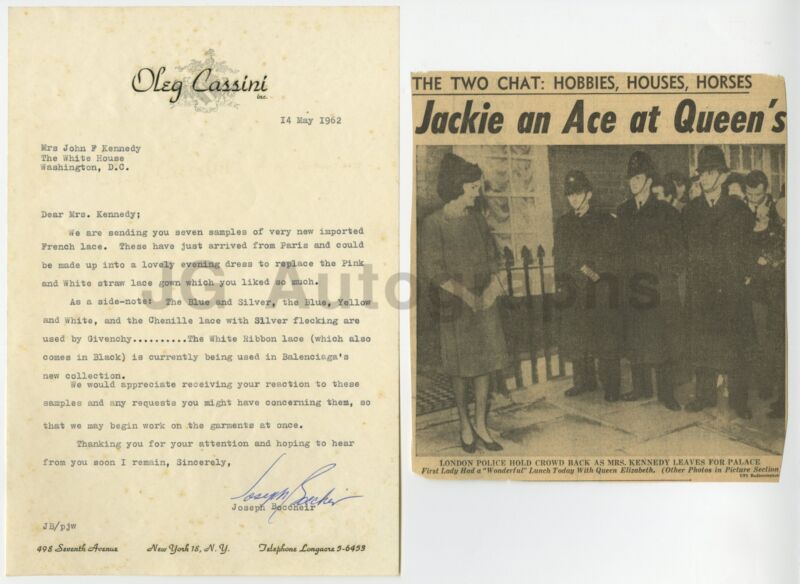 Oleg Cassini
inc.
14 May 1962
Mrs John F Kennedy
The White House
Washington, D.C.
Dear Mrs. Kennedy;
We are sending you seven samples of very new imported
French lace. These have just arrived from Paris and could
be made up into a lovely evening dress to replace the Pink
and White straw lace gown which you liked so much.
As a side-note: The Blue and Silver, the Blue, Yellow
and White, and the Chenille lace with Silver flecking are
used by Givenchy..........The White Ribbon lace (which also
comes in Black) is currently being used in Balenciaga's
new collection.
We would appreciate receiving your reaction to these
samples and any requests you might have concerning them, so
that we may begin work on the garments at once.
Thanking you for your attention and hoping to hear
from you soon I remain, Sincerely,
Joseph Boccheir
Joseph Boccheir
JB/pjw
498 Seventh Avenue New York 18, N.Y. Telephone Longacre 5-6453
THE TWO CHAT: HOBBIES, HOUSES, HORSES
Jackie an Ace at Queen's
LONDON POLICE HOLD CROWD BACK AS MRS. KENNEDY LEAVES FOR PALACE
First Lady Had a "Wonderful" Lunch Today With Queen Elizabeth. (Other Photos in Picture Section
UPI Radiotelephoto
JG Autographs